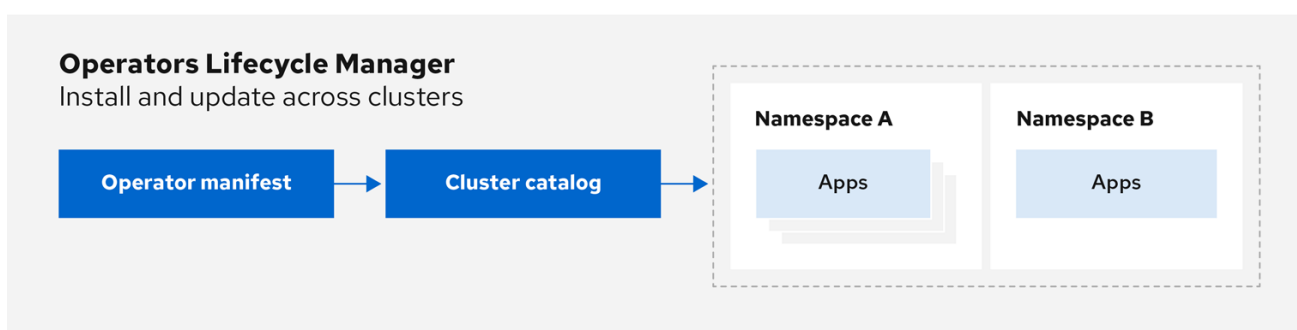 Operators Lifecycle Manager
Install and update across clusters
Operator manifest
Cluster catalog
Namespace A
Apps
Namespace B
Apps